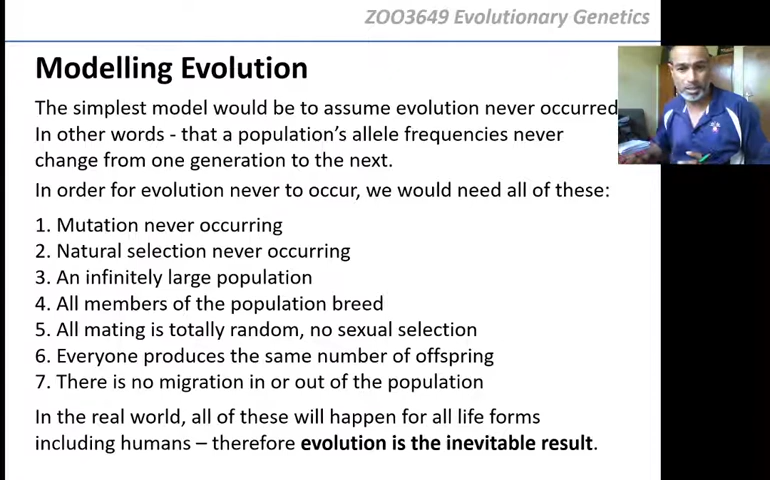 ZOO3649 Evolutionary Genetics
Modelling Evolution
The simplest model would be to assume evolution never occurred
In other words - that a population's allele frequencies never
change from one generation to the next.
In order for evolution never to occur, we would need all of these:
1. Mutation never occurring
2. Natural selection never occurring
3. An infinitely large population
4. All members of the population breed
5. All mating is totally random, no sexual selection
6. Everyone produces the same number of offspring
7. There is no migration in or out of the population
In the real world, all of these will happen for all life forms
including humans – therefore evolution is the inevitable result.